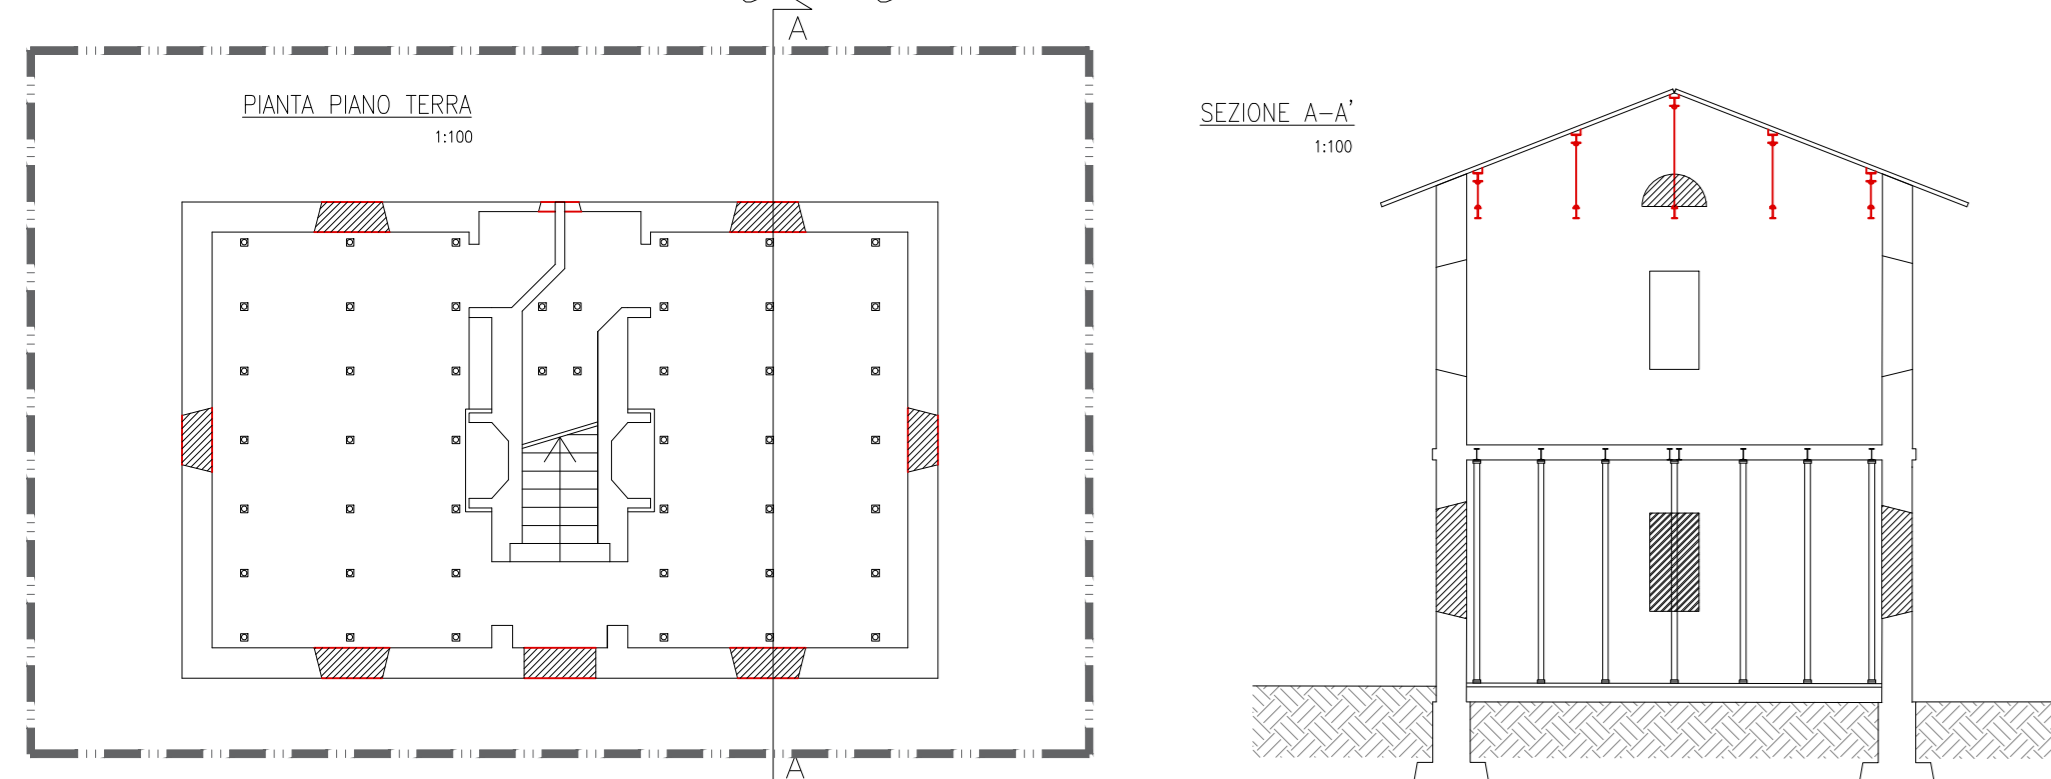 A
PIANTA PIANO TERRA
1:100
SEZIONE A-A'
1:100
A